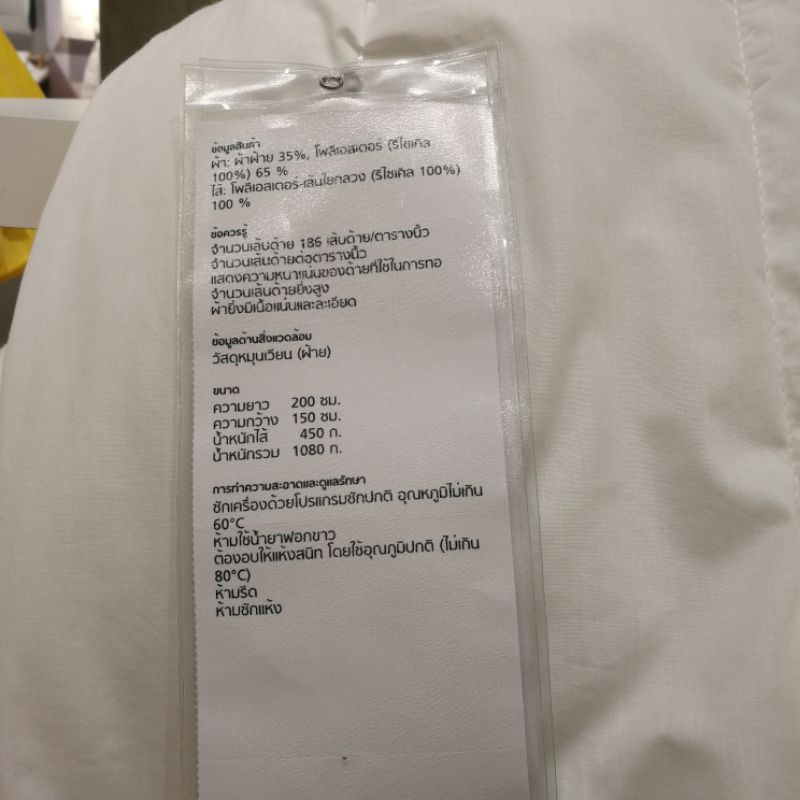 ข้อมูลสินค้า
ผ้า: ผ้าฝ้าย 35%, โพลีเอสเตอร์ (รีไซเคิล
100%) 65 %
ไส้: โพลีเอสเตอร์-เส้นใยกลวง (รีไซเคิล 100%)
100 %
ข้อควรรู้
จำนวนเส้นด้าย 186 เส้นด้าย/ตารางนิ้ว
จำนวนเส้นด้ายต่อตารางนิ้ว
แสดงความหนาแน่นของด้ายที่ใช้ในการทอ
จำนวนเส้นด้ายยิ่งสูง
ผ้ายิ่งมีเนื้อแน่นและละเอียด
ข้อมูลด้านสิ่งแวดล้อม
วัสดุหมุนเวียน (ฝ้าย)
ขนาด
ความยาว 200 ซม.
ความกว้าง 150 ซม.
น้ำหนักไส้ 450 ก.
น้ำหนักรวม 1080 ก.
การทำความสะอาดและดูแลรักษา
ซักเครื่องด้วยโปรแกรมซักปกติ อุณหภูมิไม่เกิน
60°C
ห้ามใช้น้ำยาฟอกขาว
ต้องอบให้แห้งสนิท โดยใช้อุณภูมิปกติ (ไม่เกิน
80°C)
ห้ามรีด
ห้ามซักแห้ง